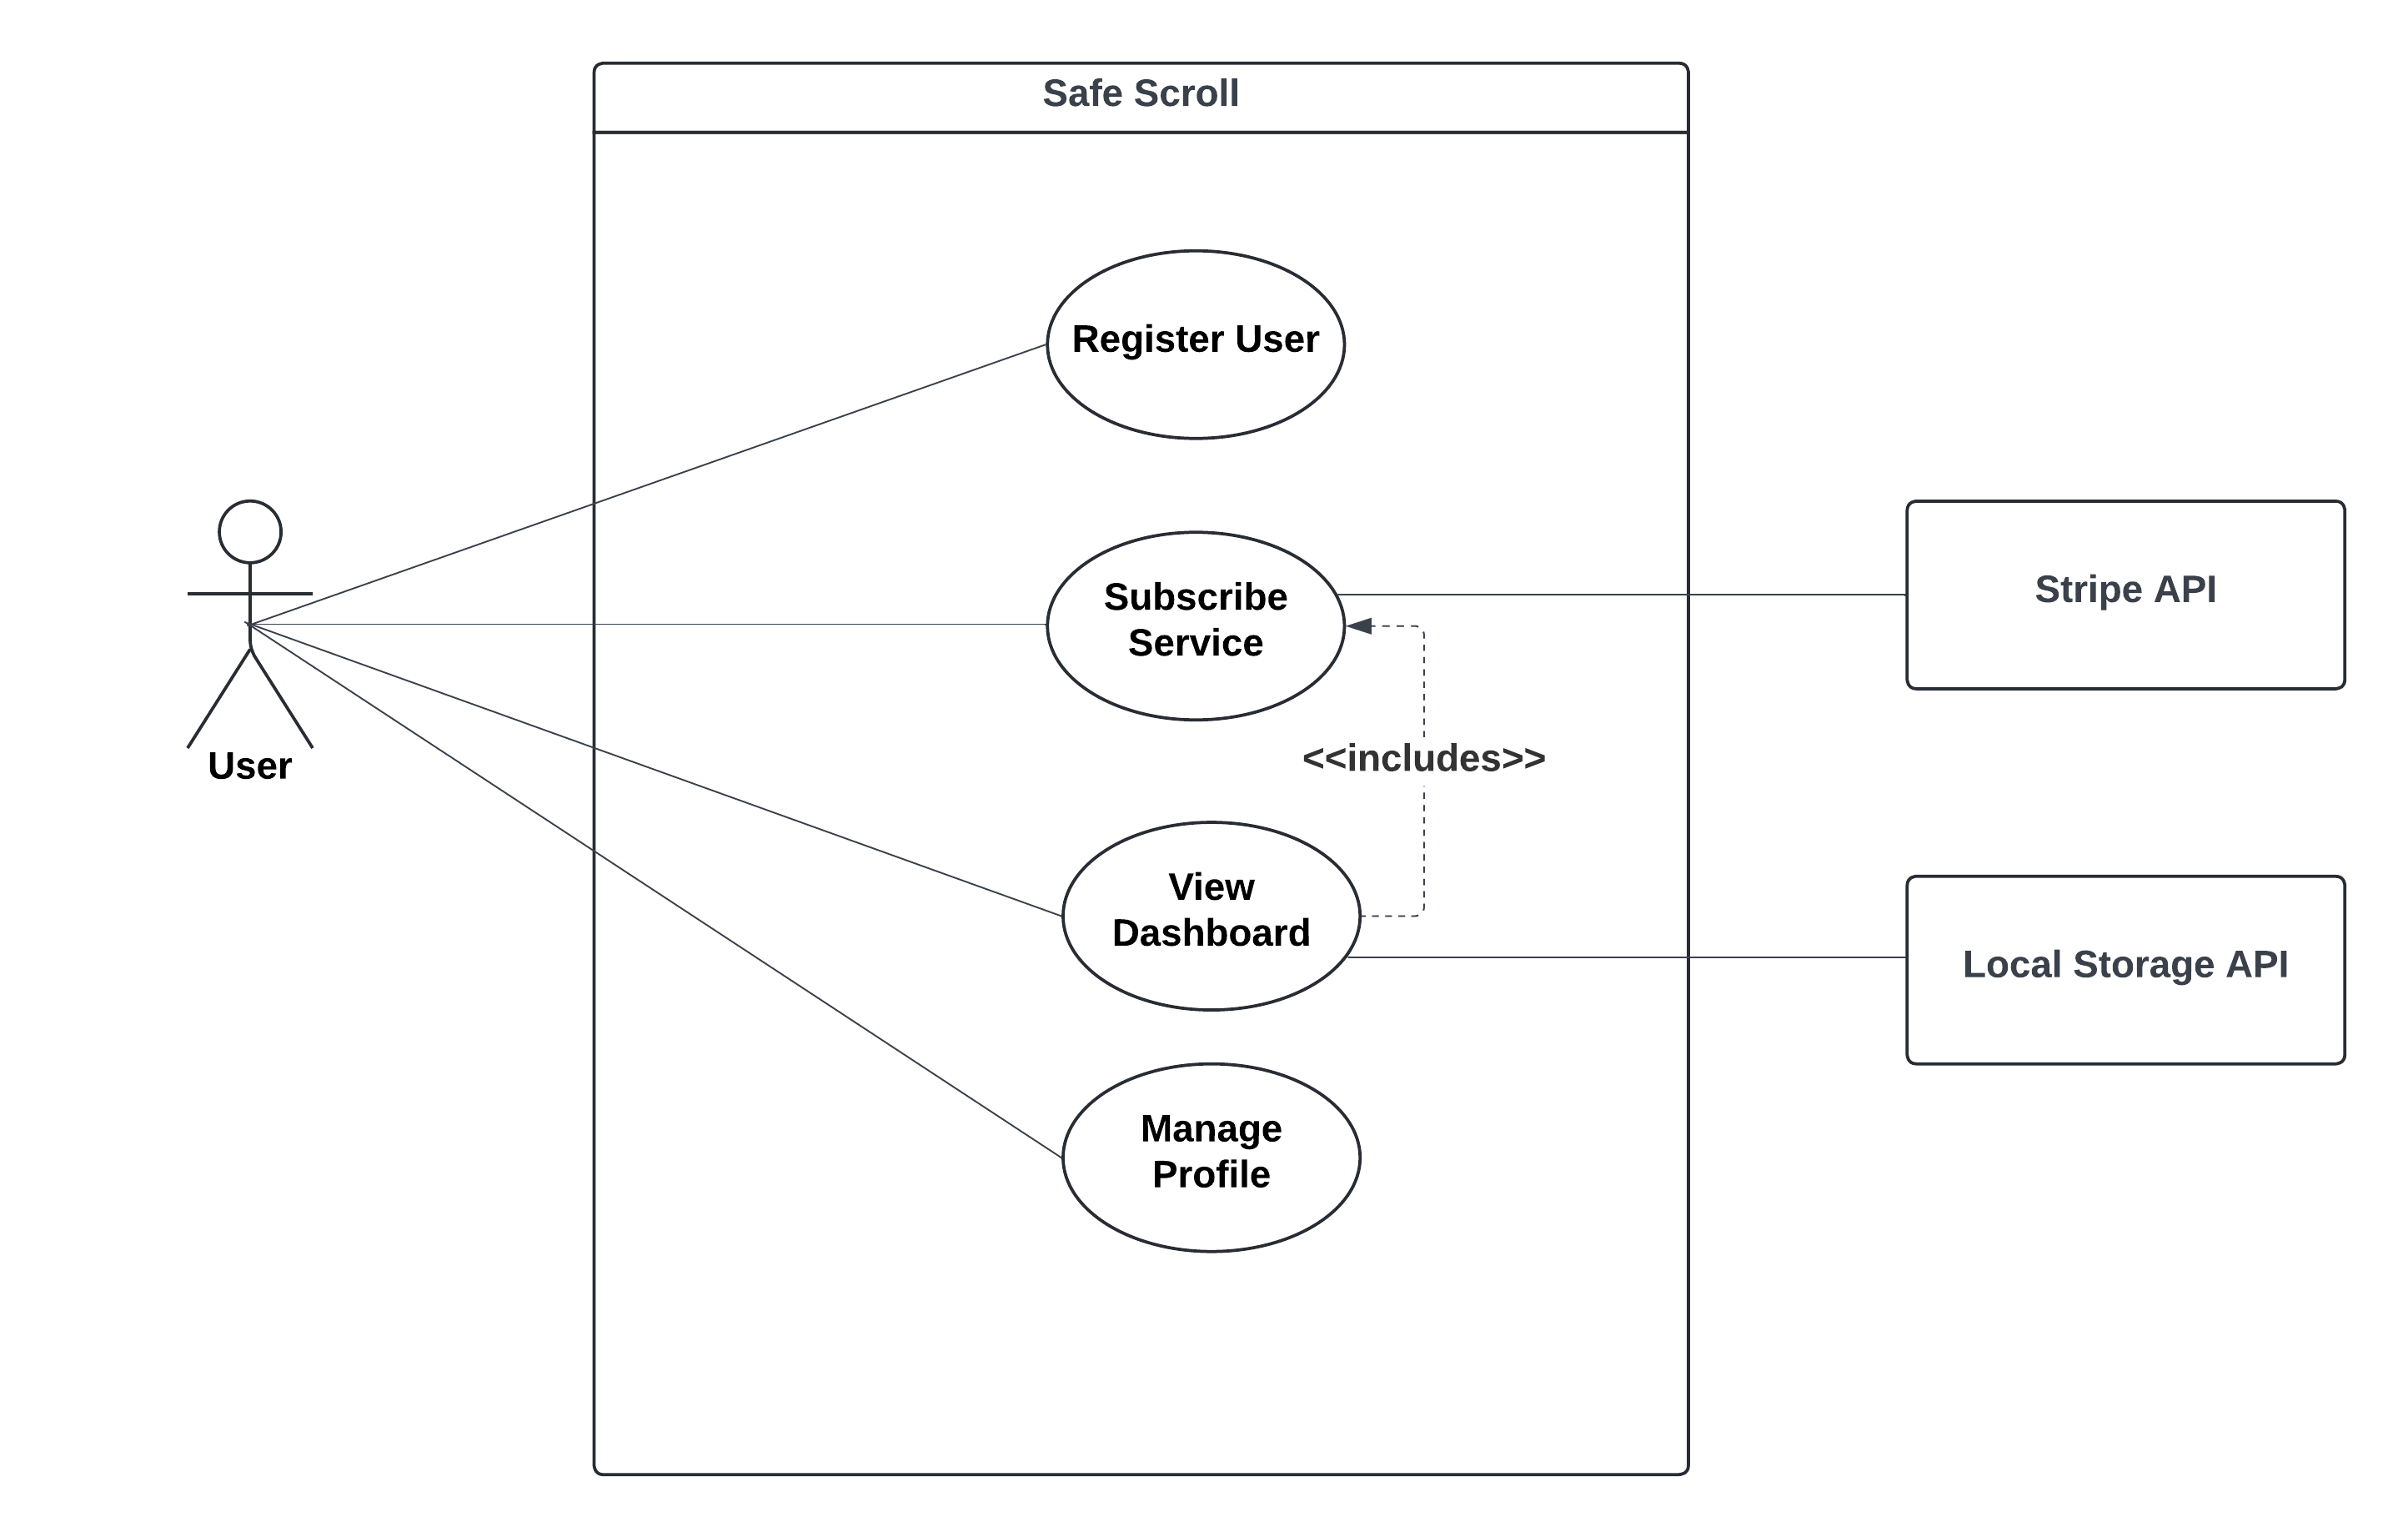 Safe Scroll
Register User
Subscribe
Service
Stripe API
<<includes>>
User
View
Dashboard
Local Storage API
Manage
Profile